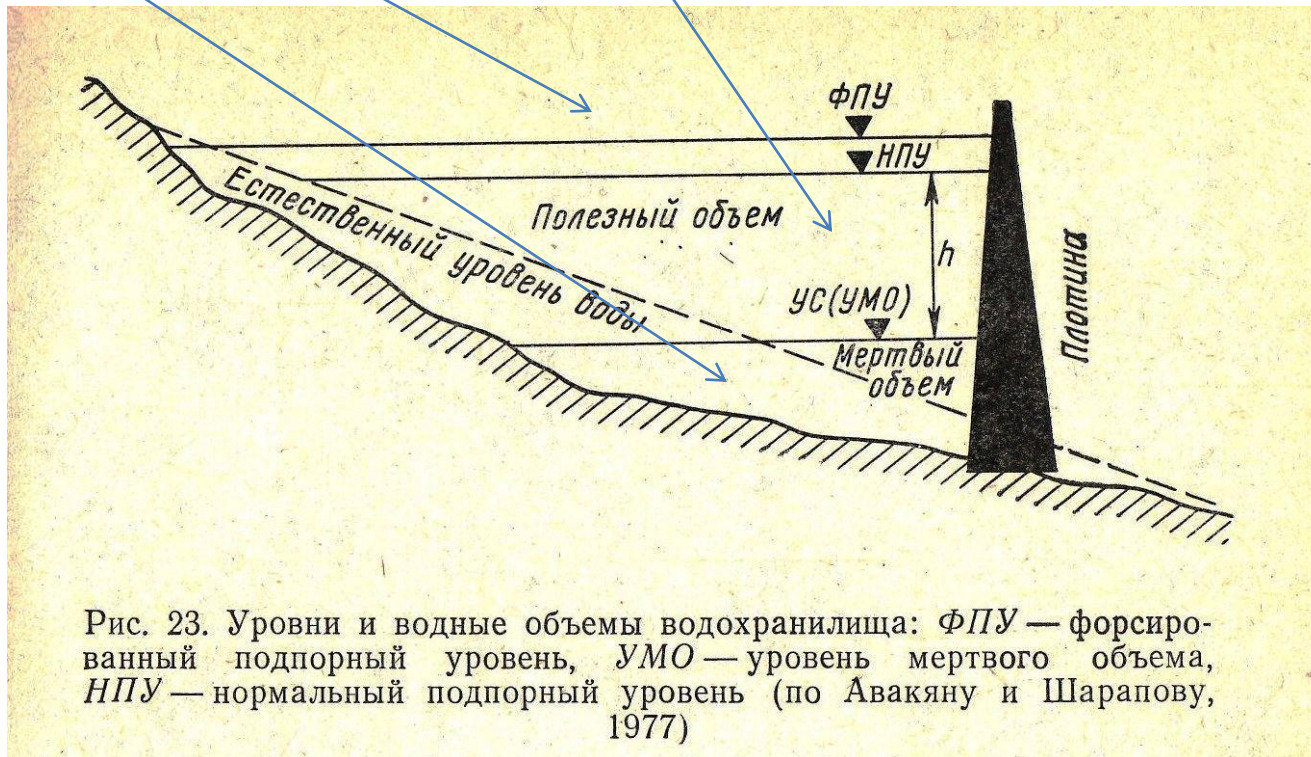 ФПУ
НПУ
Естественный уровень воды
Полезный объем
h
УС(УМО)
Мертвый
объем
Плотина
Рис. 23. Уровни и водные объемы водохранилища: ФПУ — форсиро-
ванный подпорный уровень, УМО — уровень мертвого объема,
НПУ — нормальный подпорный уровень (по Авакяну и Шарапову,
1977)